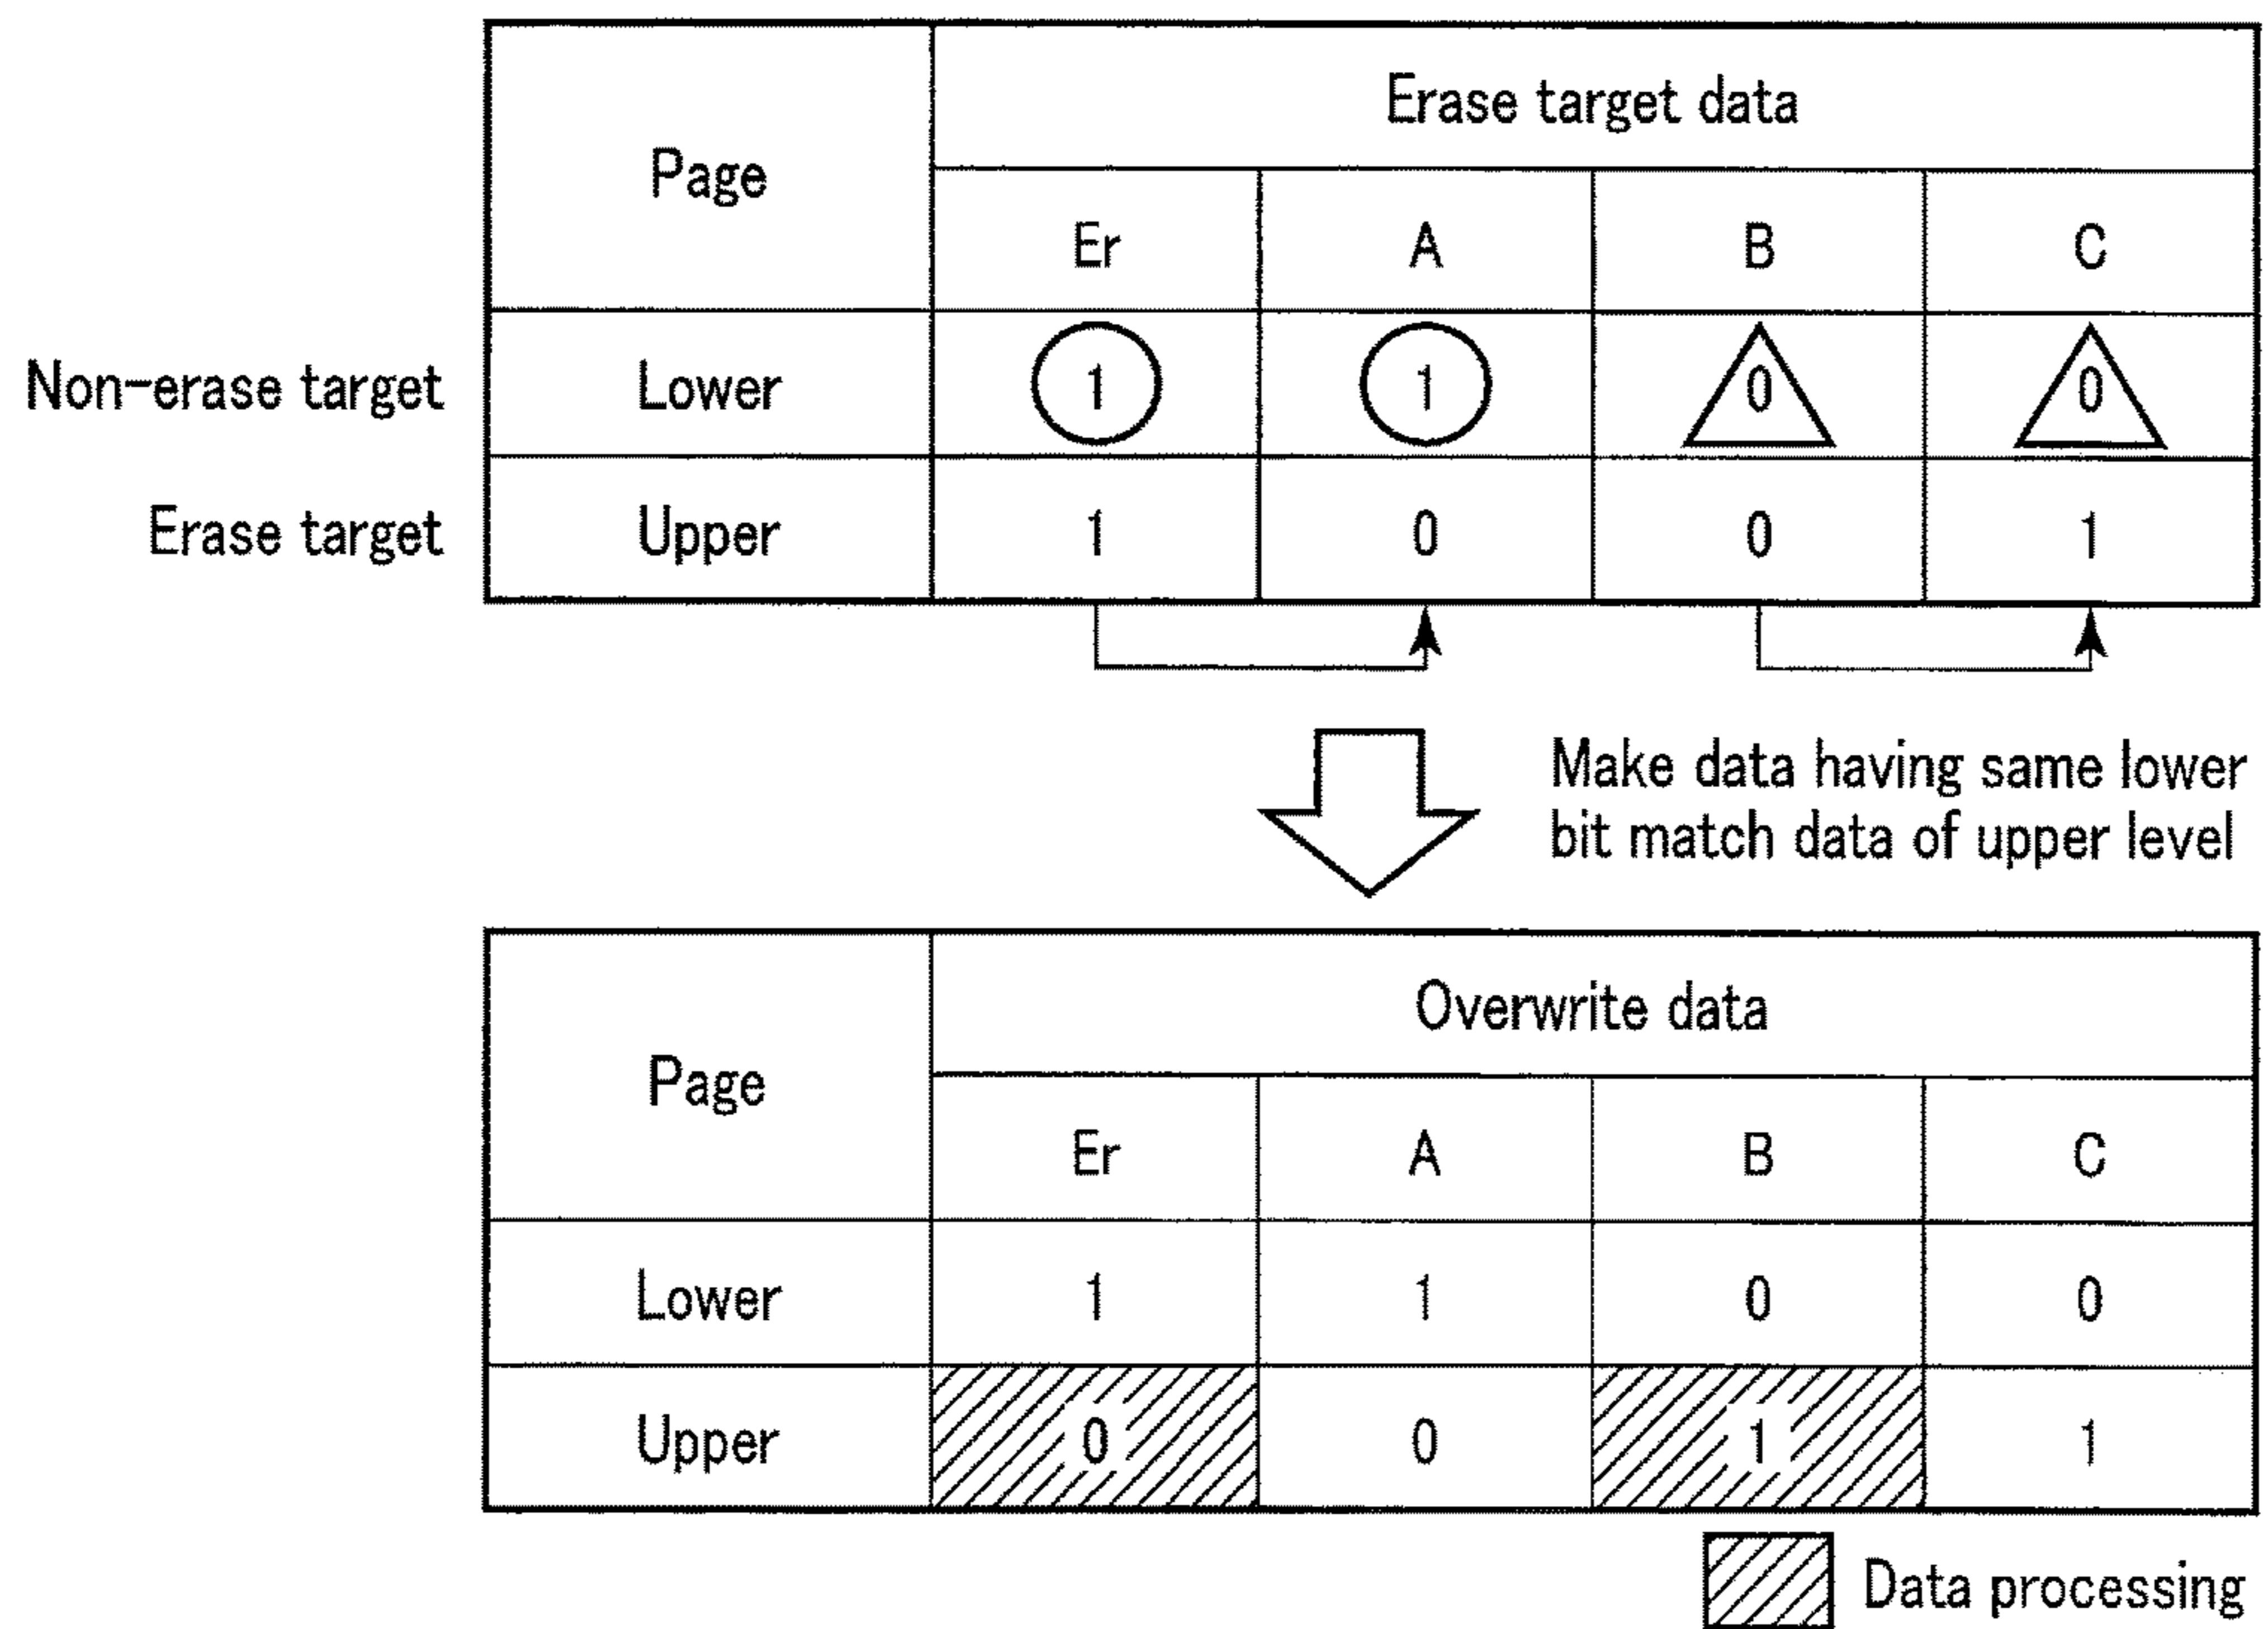 Page Erase target data
Er A B C
Non-erase target Lower 1 1 0 0
Erase target Upper 1 0 0 1
Make data having same lower
bit match data of upper level
Page Overwrite data
Er A B C
Lower 1 1 0 0
Upper 0 0 1 1
Data processing